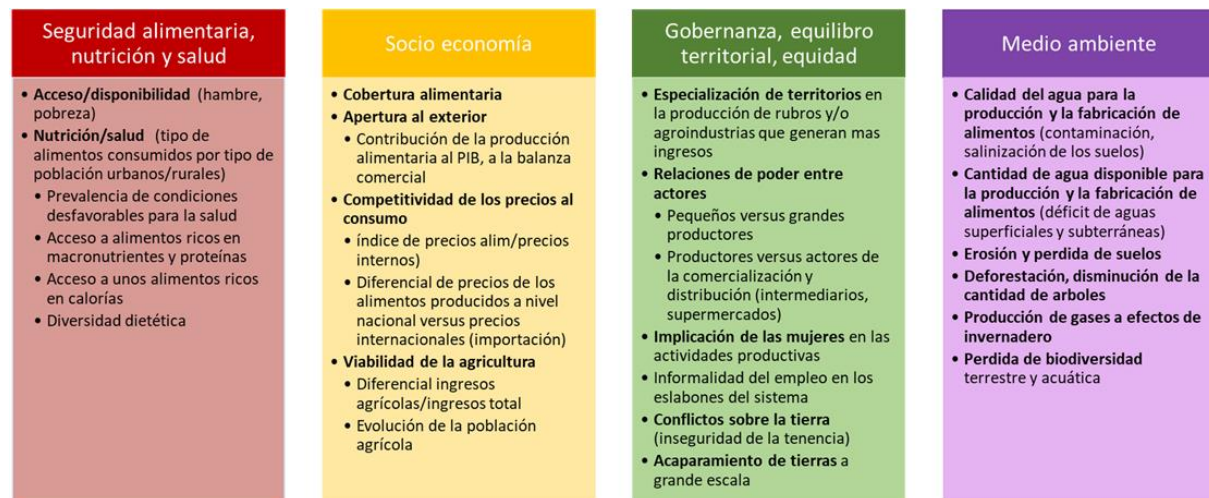 Seguridad alimentaria,
nutrición y salud
• Acceso/disponibilidad (hambre,
pobreza)
• Nutrición/salud (tipo de
alimentos consumidos por tipo de
población urbanos/rurales)
• Prevalencia de condiciones
desfavorables para la salud
• Acceso a alimentos ricos en
macronutrientes y proteínas
• Acceso a unos alimentos ricos
en calorías
• Diversidad dietética
Socio economía
• Cobertura alimentaria
• Apertura al exterior
• Contribución de la producción
alimentaria al PIB, a la balanza
comercial
• Competitividad de los precios al
consumo
• índice de precios alim/precios
internos)
• Diferencial de precios de los
alimentos producidos a nivel
nacional versus precios
internacionales (importación)
• Viabilidad de la agricultura
• Diferencial ingresos
agrícolas/ingresos total
• Evolución de la población
agrícola
Gobernanza, equilibro
territorial, equidad
• Especialización de territorios en
la producción de rubros y/o
agroindustrias que generan mas
ingresos
• Relaciones de poder entre
actores
• Pequeños versus grandes
productores
• Productores versus actores de
la comercialización y
distribución (intermediarios,
supermercados)
• Implicación de las mujeres en las
actividades productivas
• Informalidad del empleo en los
eslabones del sistema
• Conflictos sobre la tierra
(inseguridad de la tenencia)
• Acaparamiento de tierras a
grande escala
Medio ambiente
• Calidad del agua para la
producción y la fabricación de
alimentos (contaminación,
salinización de los suelos)
• Cantidad de agua disponible para
la producción y la fabricación de
alimentos (déficit de aguas
superficiales y subterráneas)
• Erosión y perdida de suelos
• Deforestación, disminución de la
cantidad de arboles
• Producción de gases a efectos de
invernadero
• Perdida de biodiversidad
terrestre y acuática